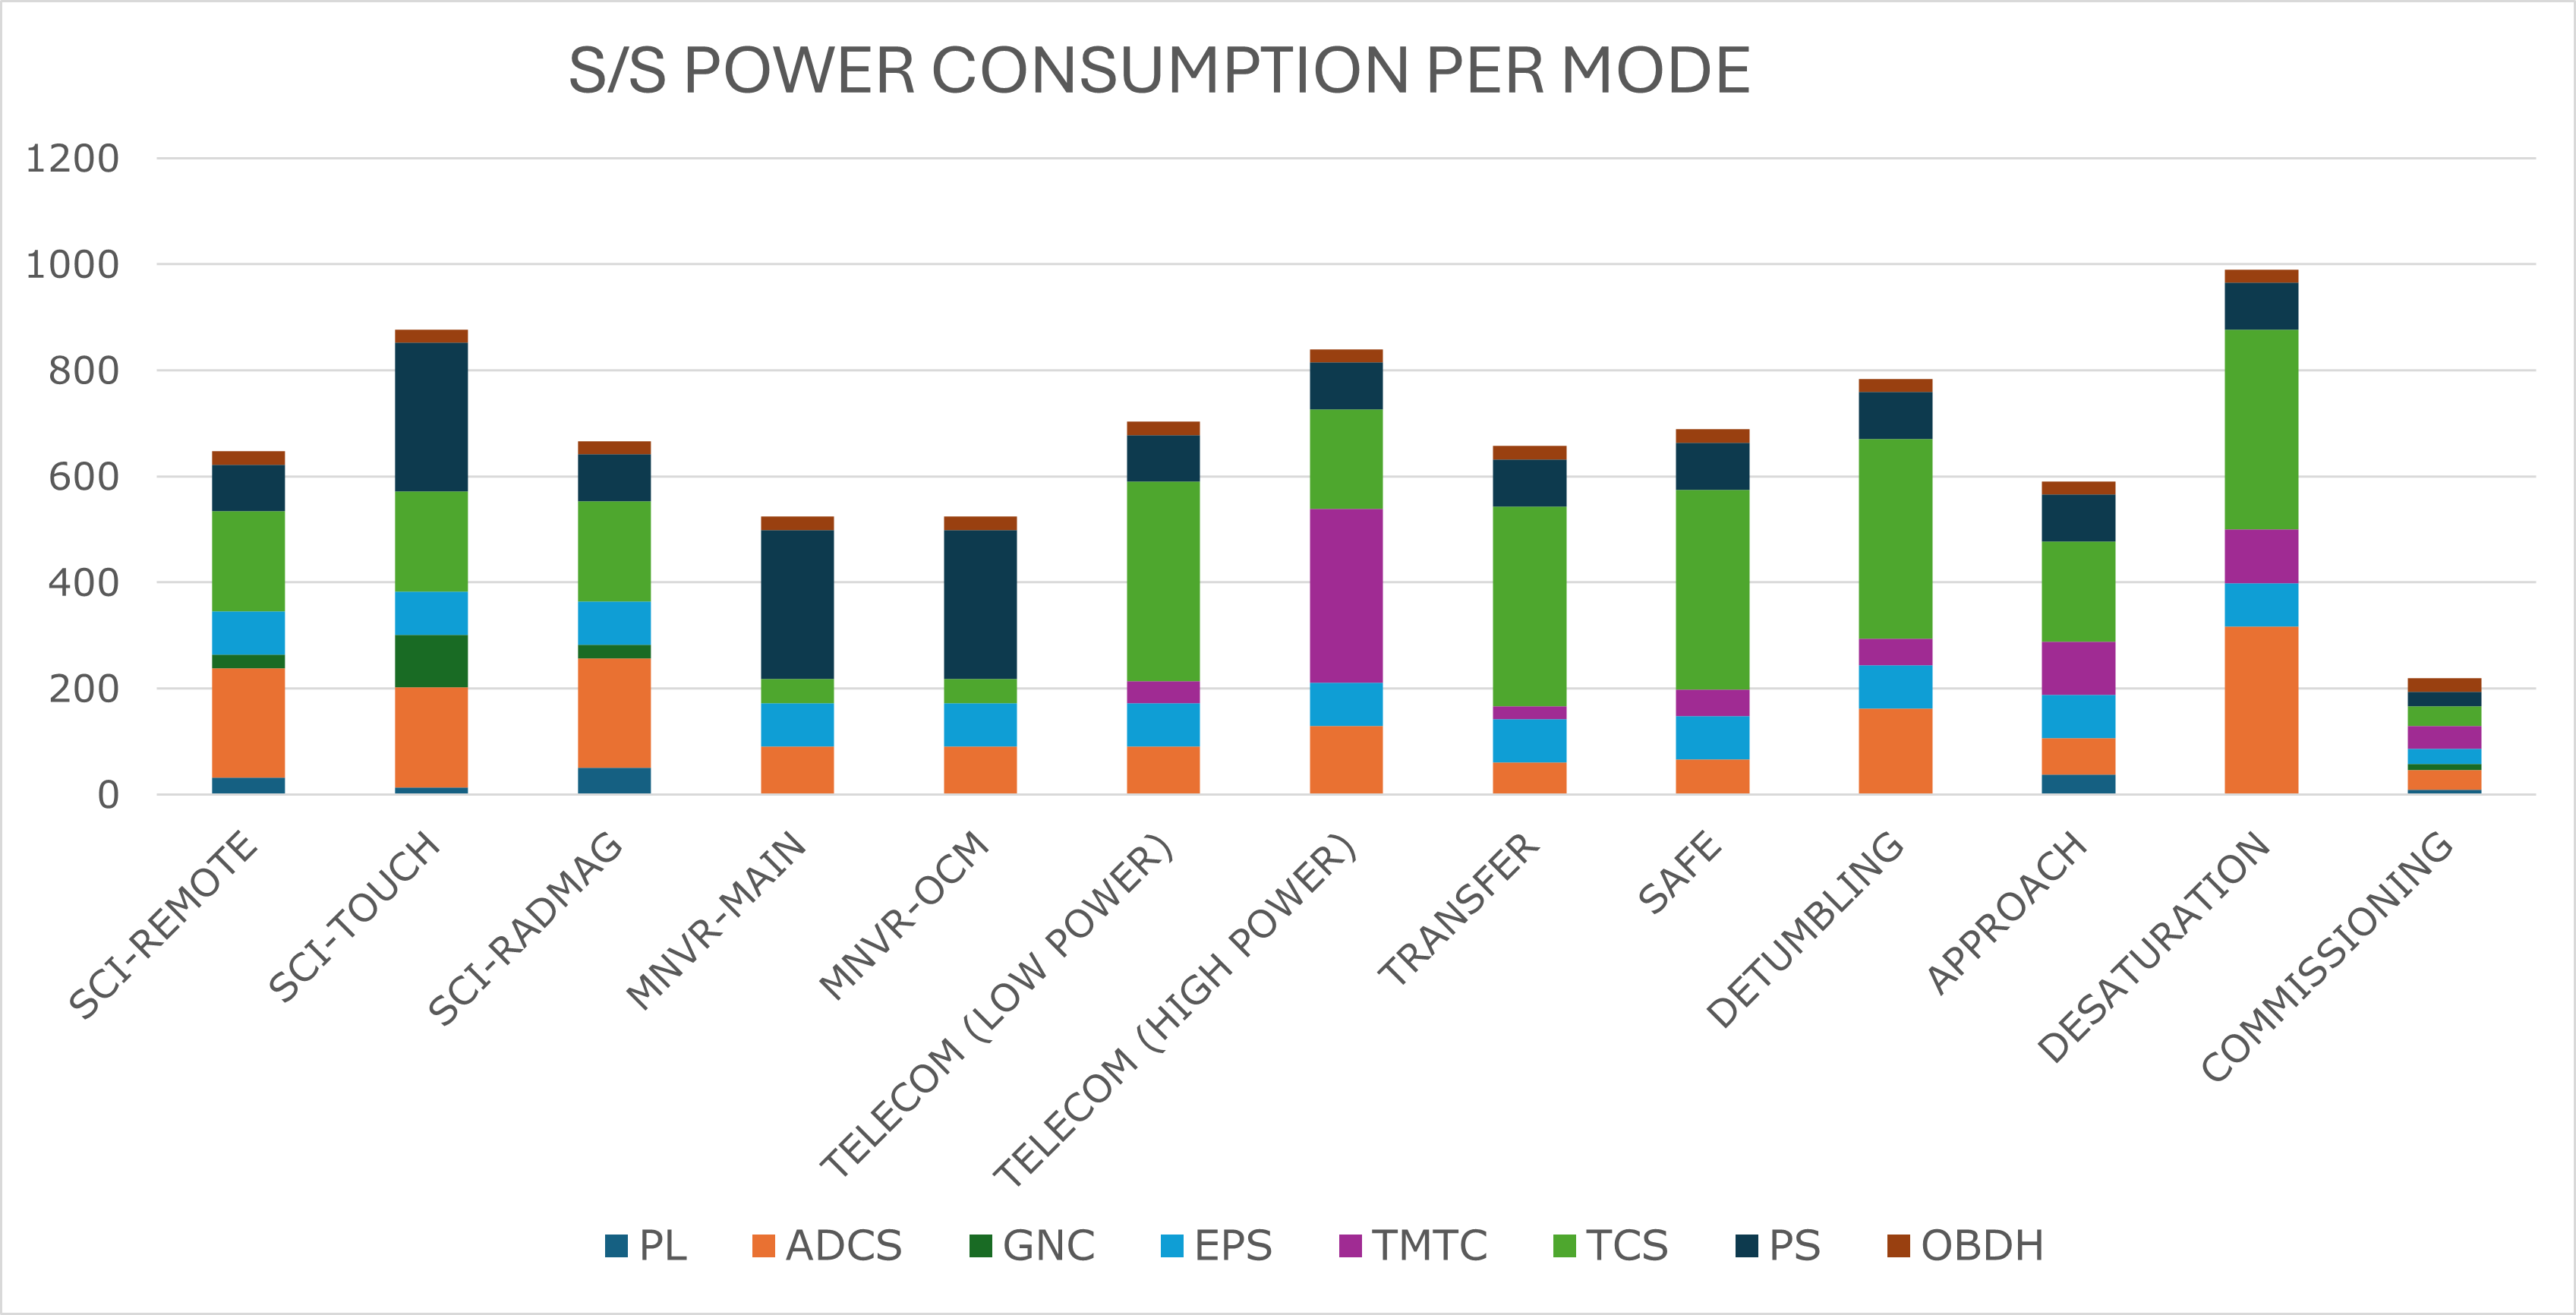 S/S POWER CONSUMPTION PER MODE
1200
1000
800
600
400
200
0
SCI-REMOTE
SCI-TOUCH
SCI-RADMAG
MNVR-MAIN
MNVR-OCM
TELECOM (LOW POWER)
TELECOM (HIGH POWER)
TRANSFER
SAFE
DETUMBLING
APPROACH
DESATURATION
COMMISSIONING
PL ADCS GNC EPS TMTC TCS PS OBDH